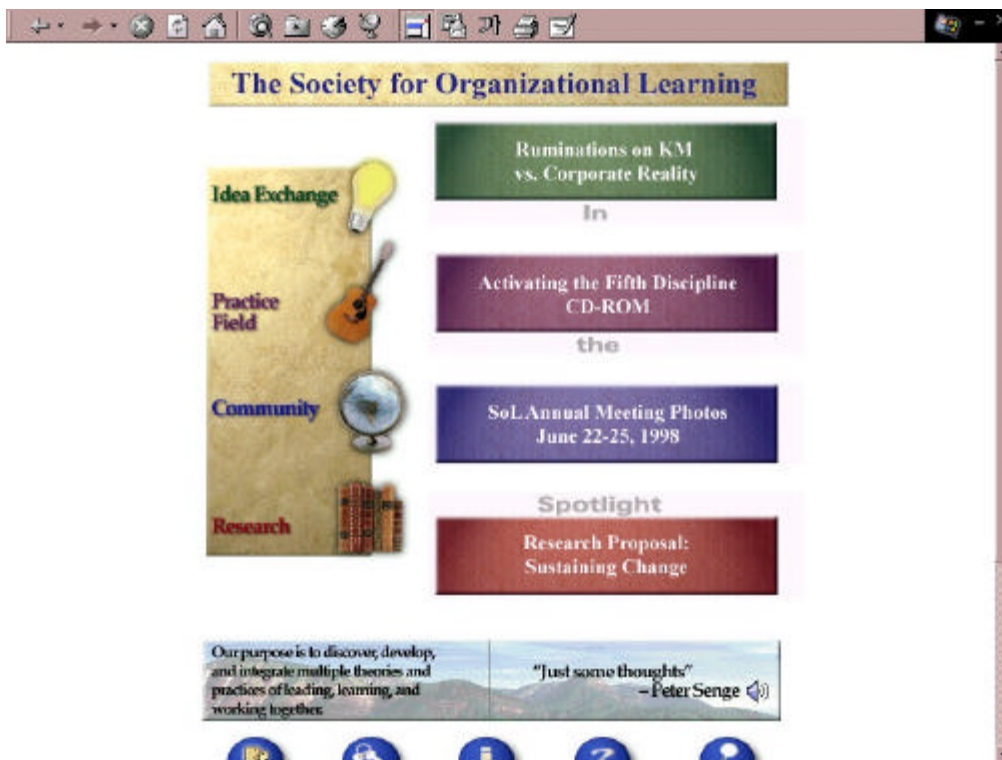 The Society for Organizational Learning
Idea Exchange
Practice
Field
Community
Research
Ruminations on KM
vs. Corporate Reality
In
Activating the Fifth Discipline
CD-ROM
the
SoL Annual Meeting Photos
June 22-25, 1998
Spotlight
Research Proposal:
Sustaining Change
Our purpose is to discover, develop,
and integrate multiple theories and
practices of leading, learning, and
working together.
"Just some thoughts"
– Peter Senge
?